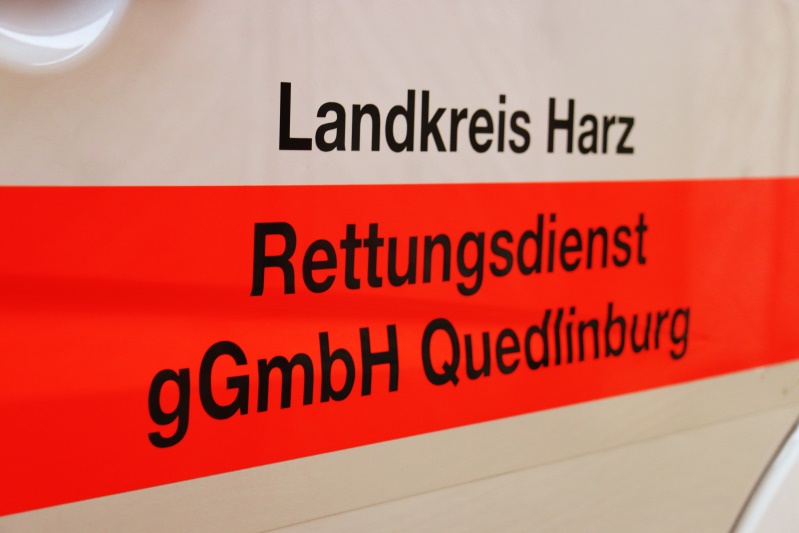 Landkreis Harz
Rettungsdienst
gGmbH Quedlinburg